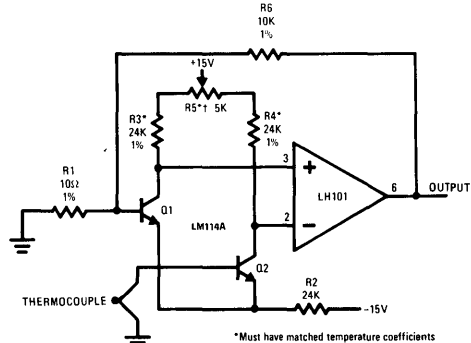 R6
10K
1%
+15V
R5*† 5K
R3*
24K
1%
R4*
24K
1%
R1
10Ω
1%
3
+
LH101
6
OUTPUT
2
−
Q1
LM114A
Q2
R2
24K
−15V
THERMOCOUPLE
*Must have matched temperature coefficients